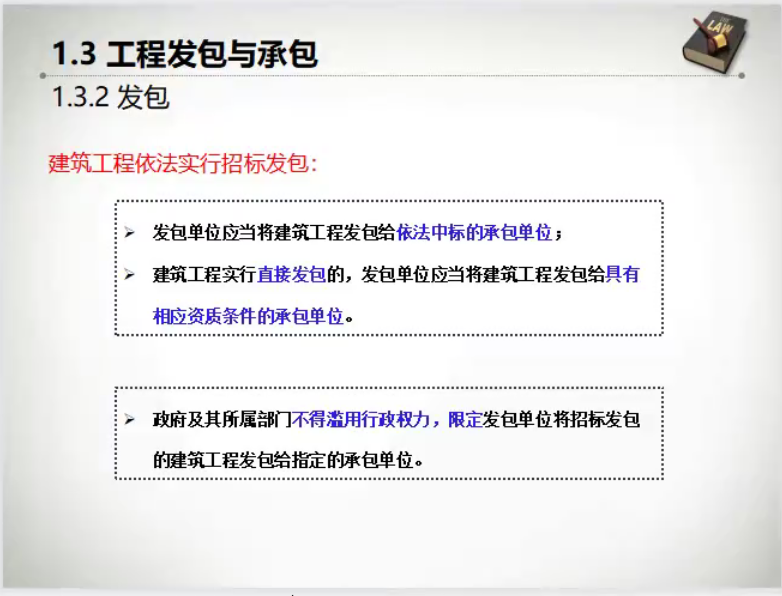 1.3 工程发包与承包
LAW
1.3.2 发包
建筑工程依法实行招标发包：
➢ 发包单位应当将建筑工程发包给依法中标的承包单位；
➢ 建筑工程实行直接发包的，发包单位应当将建筑工程发包给具有
相应资质条件的承包单位。
➢ 政府及其所属部门不得滥用行政权力，限定发包单位将招标发包
的建筑工程发包给指定的承包单位。